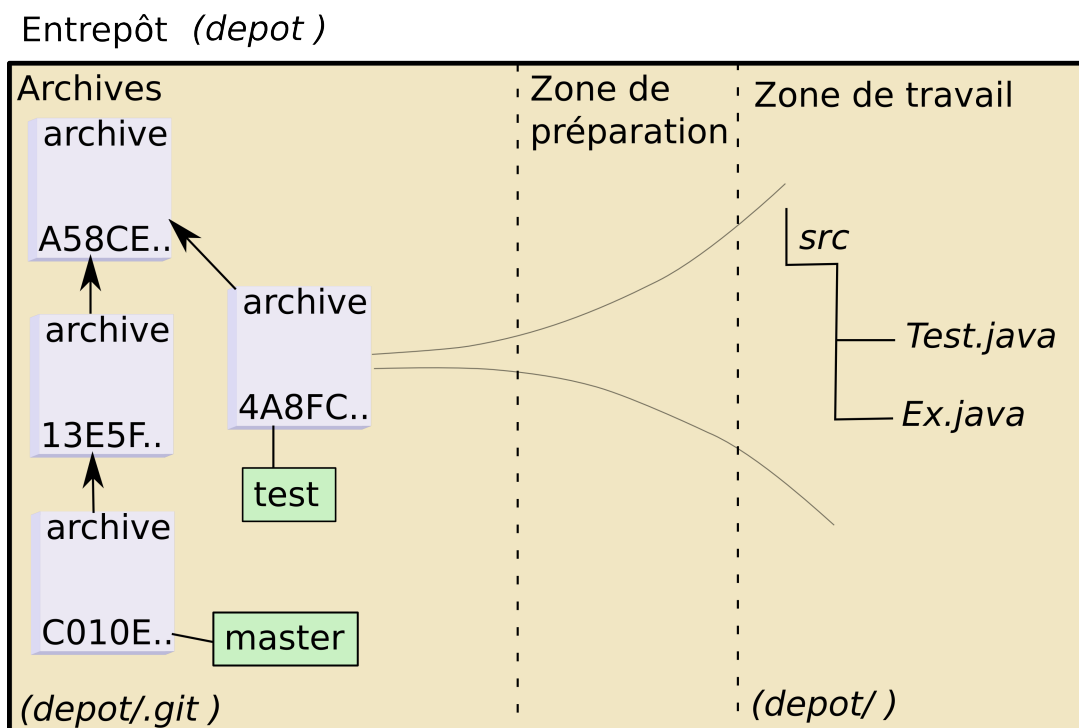 Entrepôt (depot )
Archives
archive
A58CE..
archive
13E5F..
archive
C010E..
master
archive
4A8FC..
test
(depot/.git )
Zone de
préparation
Zone de travail
src
Test.java
Ex.java
(depot/ )